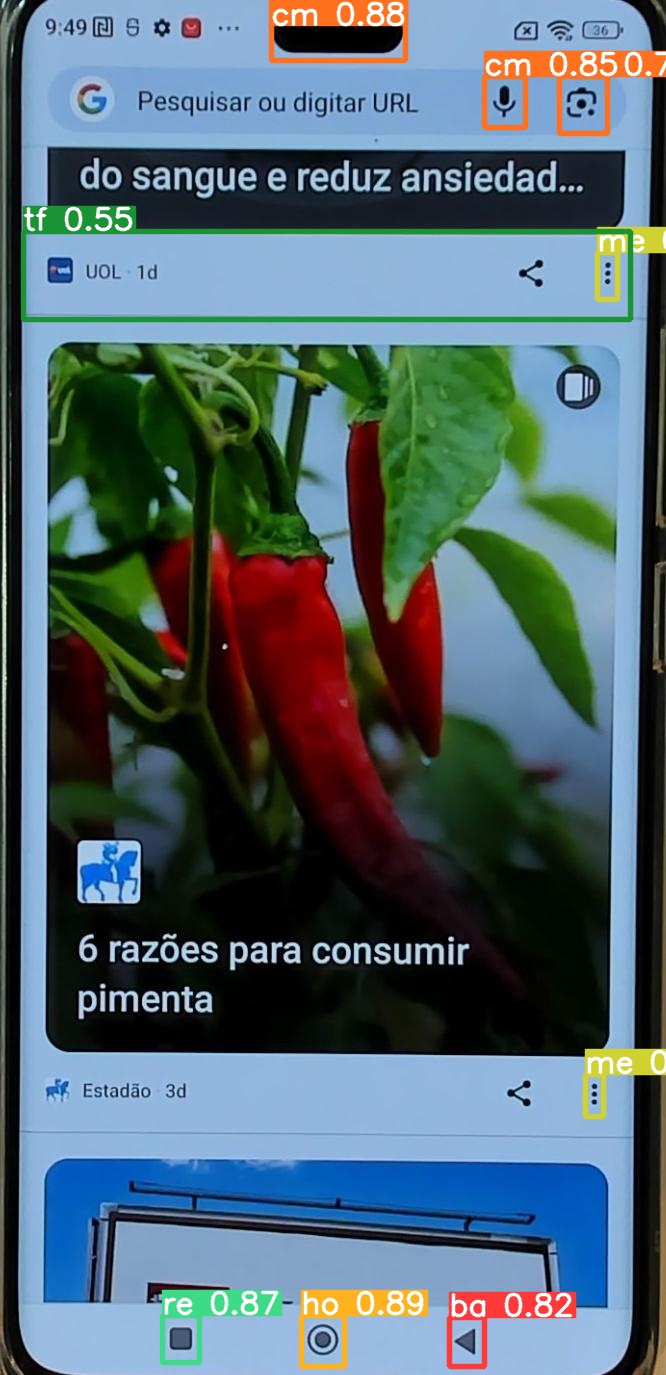 cm 0.88
9:49
36
cm 0.85 0.7
Pesquisar ou digitar URL
do sangue e reduz ansiedad...
tf 0.55
me 0
UOL · 1d
6 razões para consumir
pimenta
me 0
Estadão · 3d
re 0.87 ho 0.89 ba 0.82